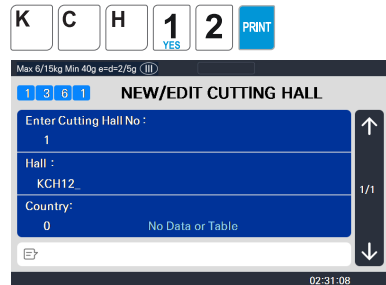 K C H 1 YES 2 PRINT
Max 6/15kg Min 40g e=d=2/5g (III)
1 3 6 1 NEW/EDIT CUTTING HALL
Enter Cutting Hall No :
1
Hall :
KCH12_
1/1
Country:
0 No Data or Table
02:31:08